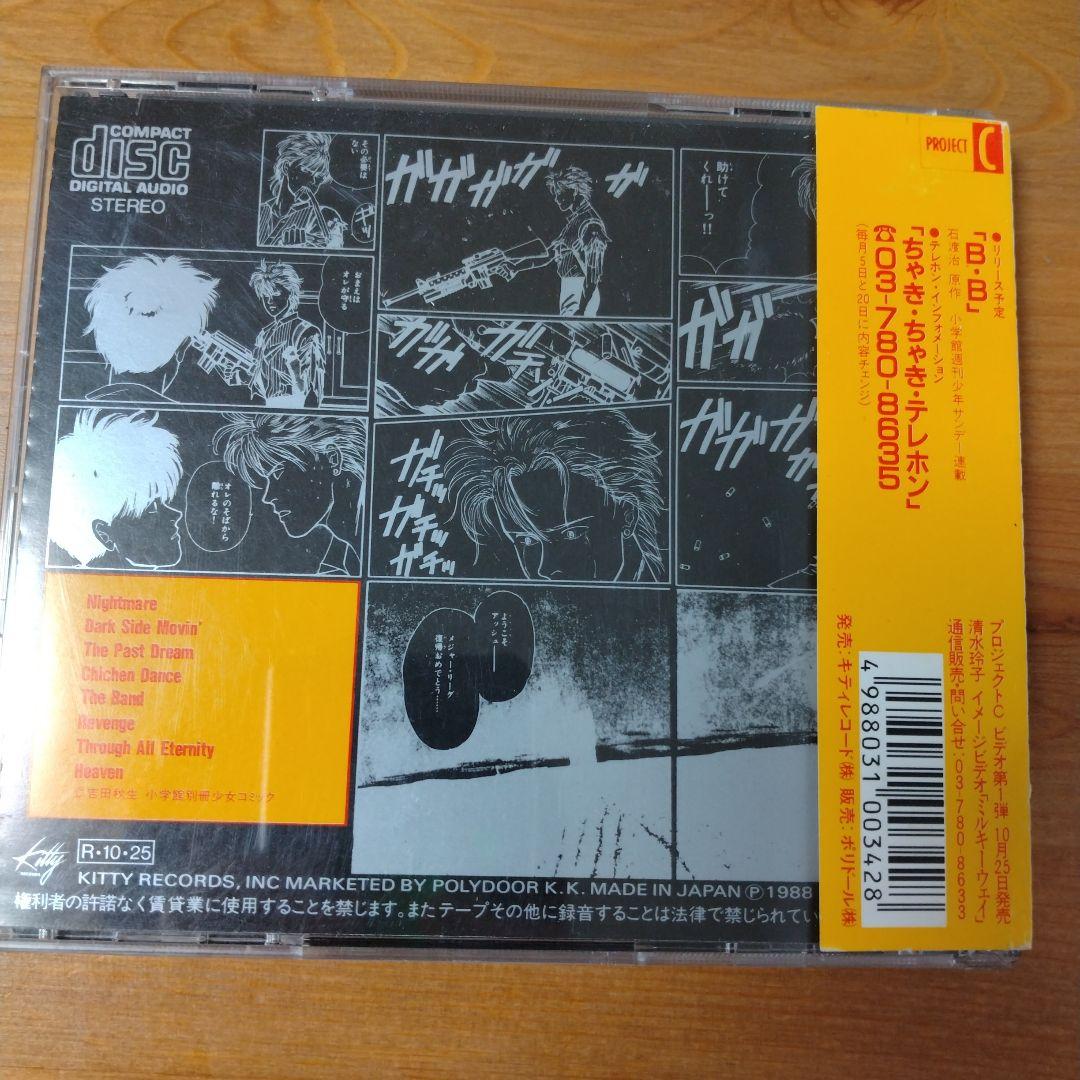 COMPACT
disc
DIGITAL AUDIO
STEREO
その必要は
ない
おまえは
オレが守る
オレのそばから
離れるな!
ガガガガ
ガ
ガッ
ガチッ
ガチッ
ガチッ
ガチッ
助けて
くれーっ!!
ガガ
ガガ
ようこそ
アッシュ──
メジャー・リーグ
復帰おめでとう……
Nightmare
Dark Side Movin'
The Past Dream
Chichen Dance
The Band
Revenge
Through All Eternity
Heaven
©吉田秋生 小学館別冊少女コミック
Kitty
R・10・25
KITTY RECORDS, INC MARKETED BY POLYDOOR K.K. MADE IN JAPAN Ⓟ1988
権利者の許諾なく賃貸業に使用することを禁じます。またテープその他に録音することは法律で禁じられてい
PROJECT C
●リリース予定
「B・B」
石渡治 原作 小学館週刊少年サンデー連載
●テレホン・インフォメーション
「ちゃき・ちゃき・テレホン」
☎03-780-8635
(毎月5日と20日に内容チェンジ)
プロジェクトC ビデオ第1弾 10月25日発売
清水玲子 イメージビデオ「ミルキーウェイ」
通信販売・問い合せ:03-780-8633
4 988031 003428
発売:キティレコード(株) 販売:ポリドール(株)